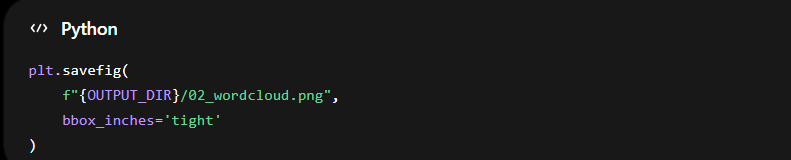 </> Python
plt.savefig(
    f"{OUTPUT_DIR}/02_wordcloud.png",
    bbox_inches='tight'
)